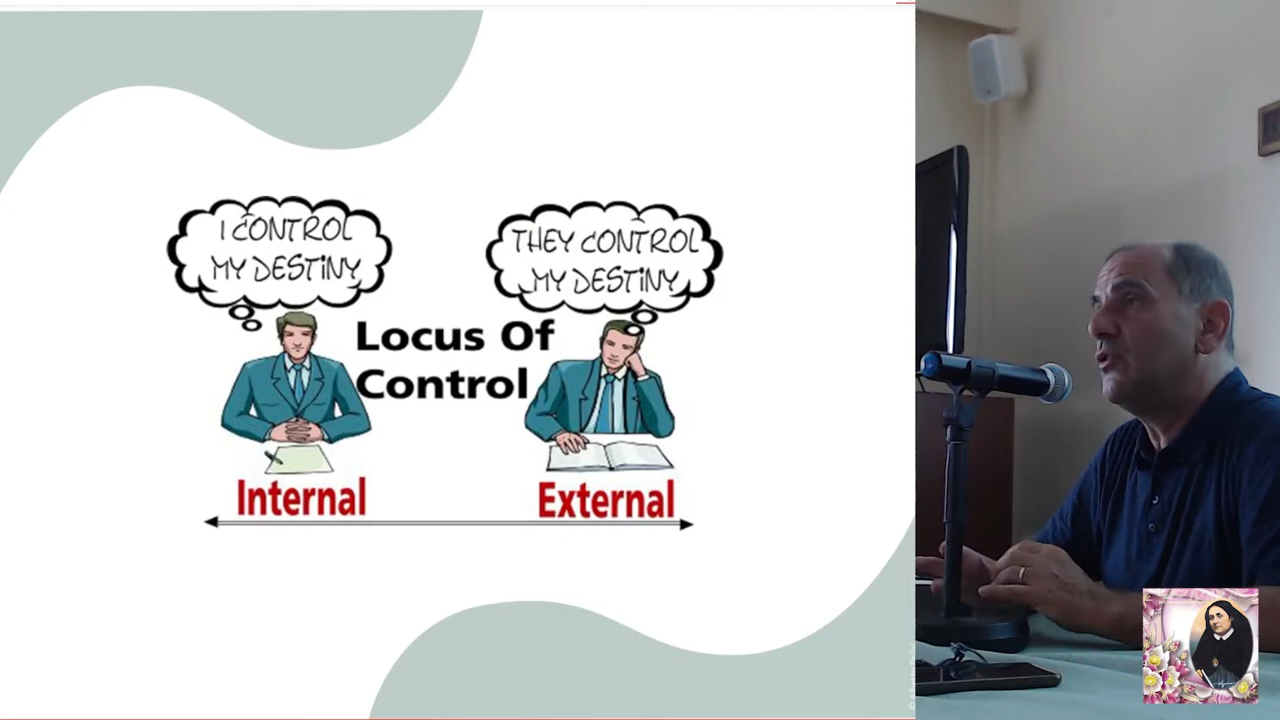 I CONTROL
MY DESTINY
THEY CONTROL
MY DESTINY
Locus Of
Control
Internal
External